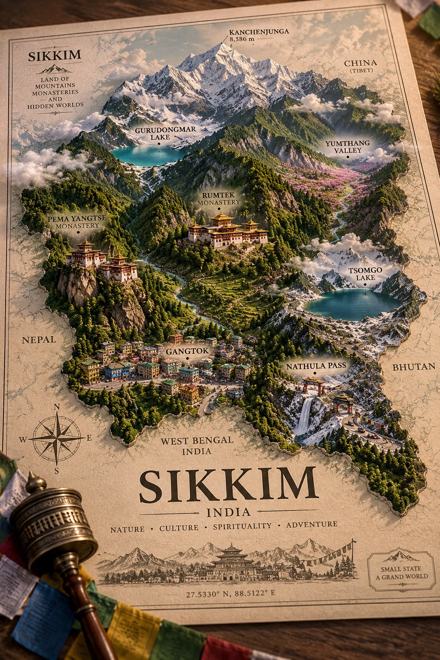 KANCHENJUNGA
8,586 m
SIKKIM
LAND OF
MOUNTAINS
MONASTERIES
AND
HIDDEN WORLDS
CHINA
(TIBET)
GURUDONGMAR
LAKE
YUMTHANG
VALLEY
RUMTEK
MONASTERY
PEMA YANGTSE
MONASTERY
TSOMGO
LAKE
NEPAL
GANGTOK
NATHULA PASS
BHUTAN
N
W
E
S
WEST BENGAL
INDIA
SIKKIM
INDIA
NATURE • CULTURE • SPIRITUALITY • ADVENTURE
SMALL STATE
A GRAND WORLD
27.5330° N, 88.5122° E